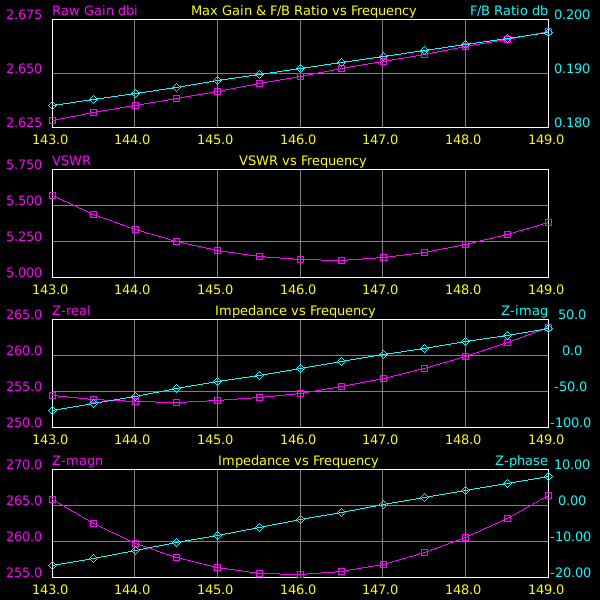 2.675 Raw Gain dbi Max Gain & F/B Ratio vs Frequency F/B Ratio db 0.200
2.650 0.190
2.625 0.180
143.0 144.0 145.0 146.0 147.0 148.0 149.0
5.750 VSWR VSWR vs Frequency
5.500
5.250
5.000
143.0 144.0 145.0 146.0 147.0 148.0 149.0
265.0 Z-real Impedance vs Frequency Z-imag 50.0
260.0 0.0
255.0 -50.0
250.0 -100.0
143.0 144.0 145.0 146.0 147.0 148.0 149.0
270.0 Z-magn Impedance vs Frequency Z-phase 10.00
265.0 0.00
260.0 -10.00
255.0 -20.00
143.0 144.0 145.0 146.0 147.0 148.0 149.0